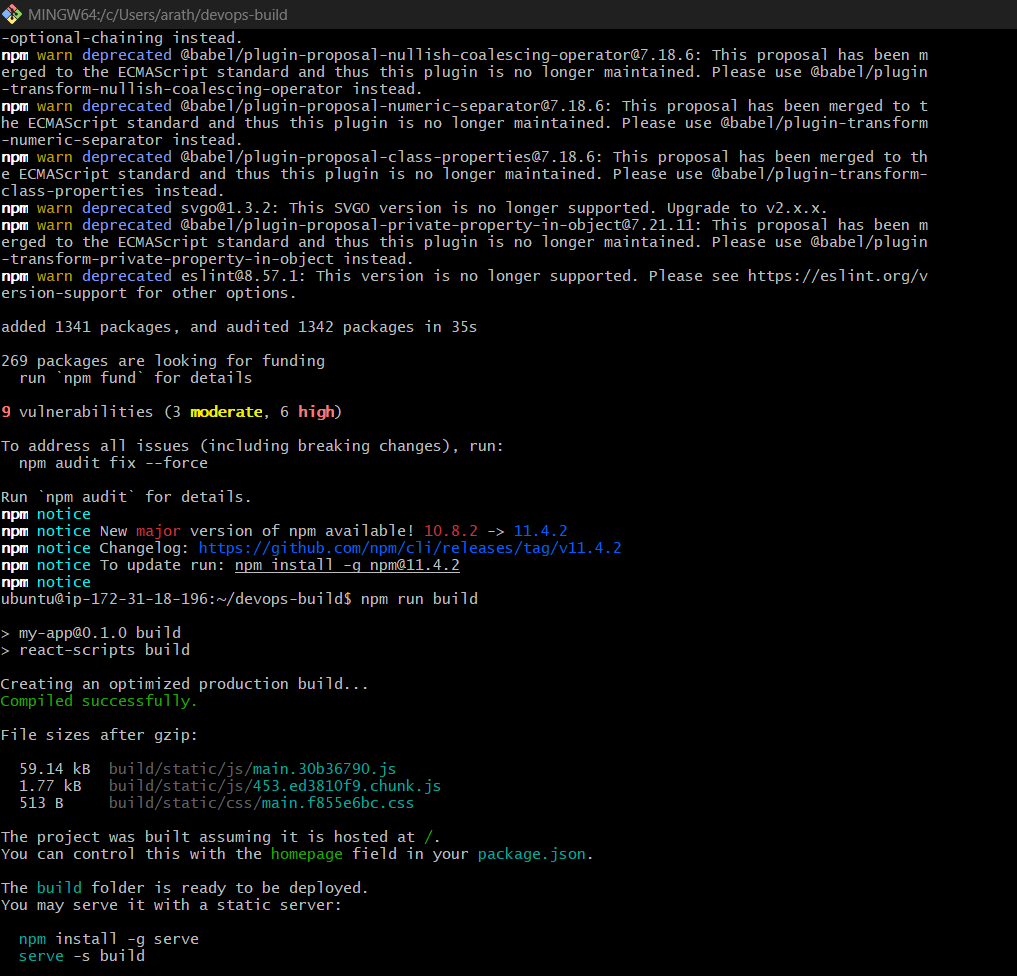 MINGW64:/c/Users/arath/devops-build
-optional-chaining instead.
npm warn deprecated @babel/plugin-proposal-nullish-coalescing-operator@7.18.6: This proposal has been m
erged to the ECMAScript standard and thus this plugin is no longer maintained. Please use @babel/plugin
-transform-nullish-coalescing-operator instead.
npm warn deprecated @babel/plugin-proposal-numeric-separator@7.18.6: This proposal has been merged to t
he ECMAScript standard and thus this plugin is no longer maintained. Please use @babel/plugin-transform
-numeric-separator instead.
npm warn deprecated @babel/plugin-proposal-class-properties@7.18.6: This proposal has been merged to th
e ECMAScript standard and thus this plugin is no longer maintained. Please use @babel/plugin-transform-
class-properties instead.
npm warn deprecated svgo@1.3.2: This SVGO version is no longer supported. Upgrade to v2.x.x.
npm warn deprecated @babel/plugin-proposal-private-property-in-object@7.21.11: This proposal has been m
erged to the ECMAScript standard and thus this plugin is no longer maintained. Please use @babel/plugin
-transform-private-property-in-object instead.
npm warn deprecated eslint@8.57.1: This version is no longer supported. Please see https://eslint.org/v
ersion-support for other options.
added 1341 packages, and audited 1342 packages in 35s
269 packages are looking for funding
  run `npm fund` for details
9 vulnerabilities (3 moderate, 6 high)
To address all issues (including breaking changes), run:
  npm audit fix --force
Run `npm audit` for details.
npm notice
npm notice New major version of npm available! 10.8.2 -> 11.4.2
npm notice Changelog: https://github.com/npm/cli/releases/tag/v11.4.2
npm notice To update run: npm install -g npm@11.4.2
npm notice
ubuntu@ip-172-31-18-196:~/devops-build$ npm run build
> my-app@0.1.0 build
> react-scripts build
Creating an optimized production build...
Compiled successfully.
File sizes after gzip:
  59.14 kB  build/static/js/main.30b36790.js
  1.77 kB   build/static/js/453.ed3810f9.chunk.js
  513 B     build/static/css/main.f855e6bc.css
The project was built assuming it is hosted at /.
You can control this with the homepage field in your package.json.
The build folder is ready to be deployed.
You may serve it with a static server:
  npm install -g serve
  serve -s build